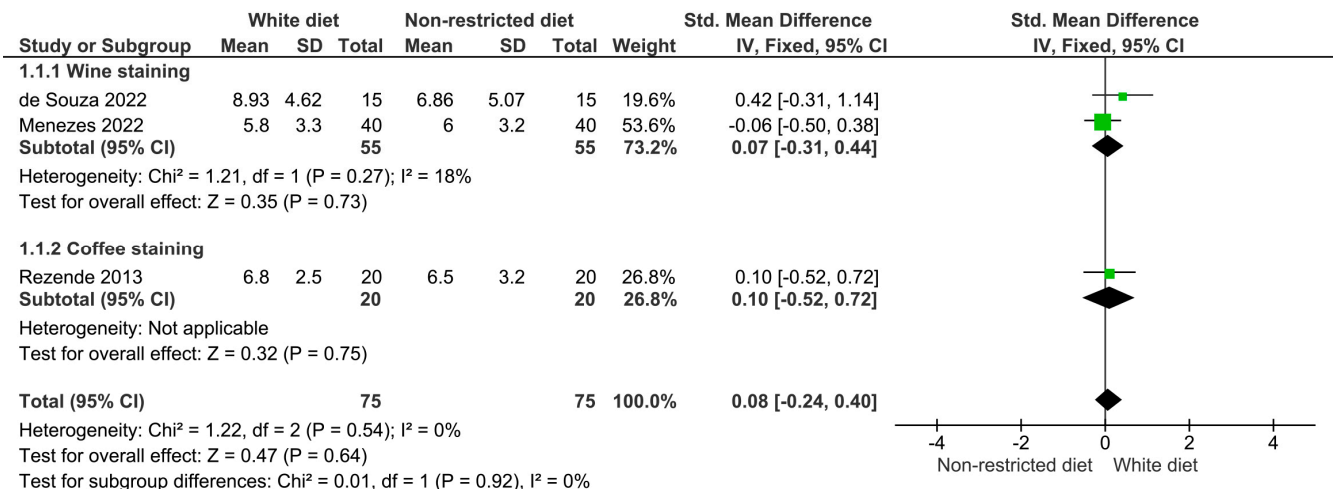 White diet Non-restricted diet Std. Mean Difference Std. Mean Difference
Study or Subgroup Mean SD Total Mean SD Total Weight IV, Fixed, 95% CI IV, Fixed, 95% CI
1.1.1 Wine staining
de Souza 2022 8.93 4.62 15 6.86 5.07 15 19.6% 0.42 [-0.31, 1.14]
Menezes 2022 5.8 3.3 40 6 3.2 40 53.6% -0.06 [-0.50, 0.38]
Subtotal (95% CI) 55 55 73.2% 0.07 [-0.31, 0.44]
Heterogeneity: Chi² = 1.21, df = 1 (P = 0.27); I² = 18%
Test for overall effect: Z = 0.35 (P = 0.73)
1.1.2 Coffee staining
Rezende 2013 6.8 2.5 20 6.5 3.2 20 26.8% 0.10 [-0.52, 0.72]
Subtotal (95% CI) 20 20 26.8% 0.10 [-0.52, 0.72]
Heterogeneity: Not applicable
Test for overall effect: Z = 0.32 (P = 0.75)
Total (95% CI) 75 75 100.0% 0.08 [-0.24, 0.40]
Heterogeneity: Chi² = 1.22, df = 2 (P = 0.54); I² = 0%
Test for overall effect: Z = 0.47 (P = 0.64)
Test for subgroup differences: Chi² = 0.01, df = 1 (P = 0.92), I² = 0%
-4 -2 0 2 4
Non-restricted diet White diet